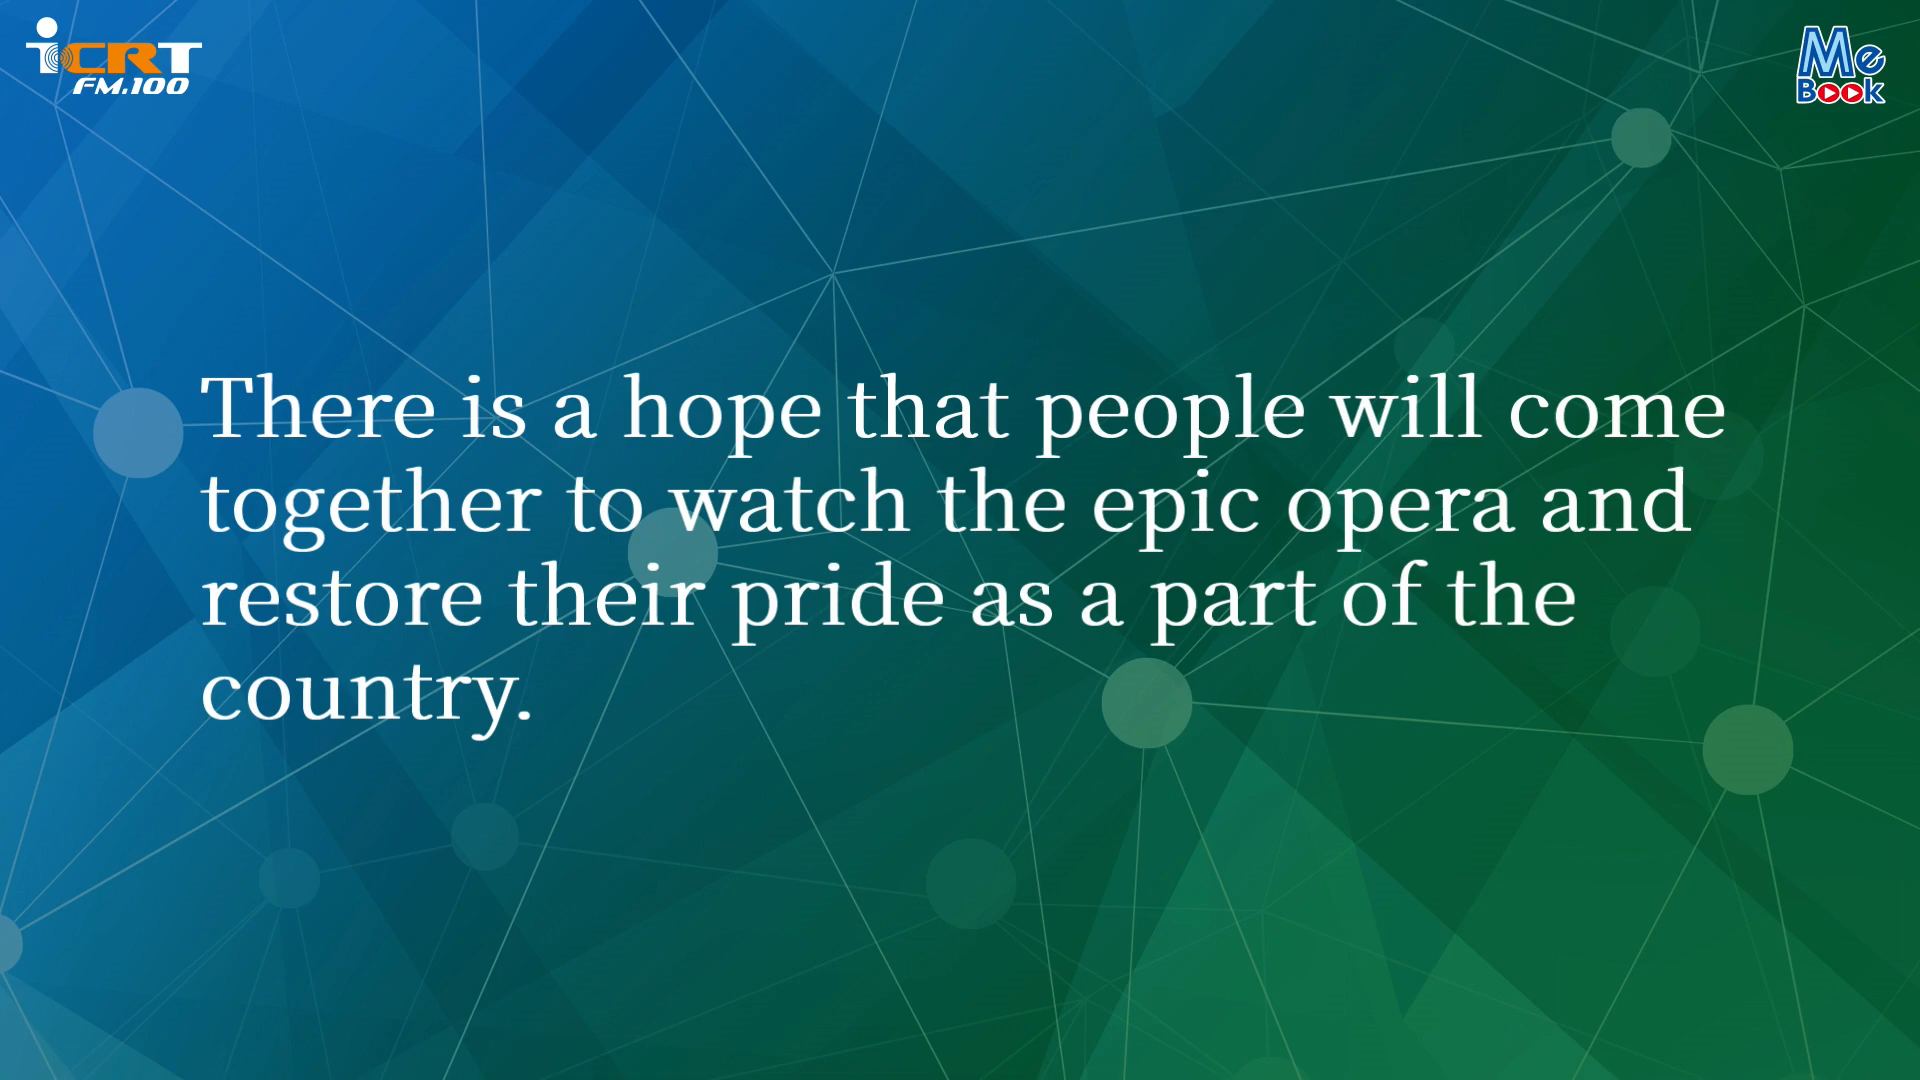 iCRT
FM.100
Me
Book
There is a hope that people will come
together to watch the epic opera and
restore their pride as a part of the
country.